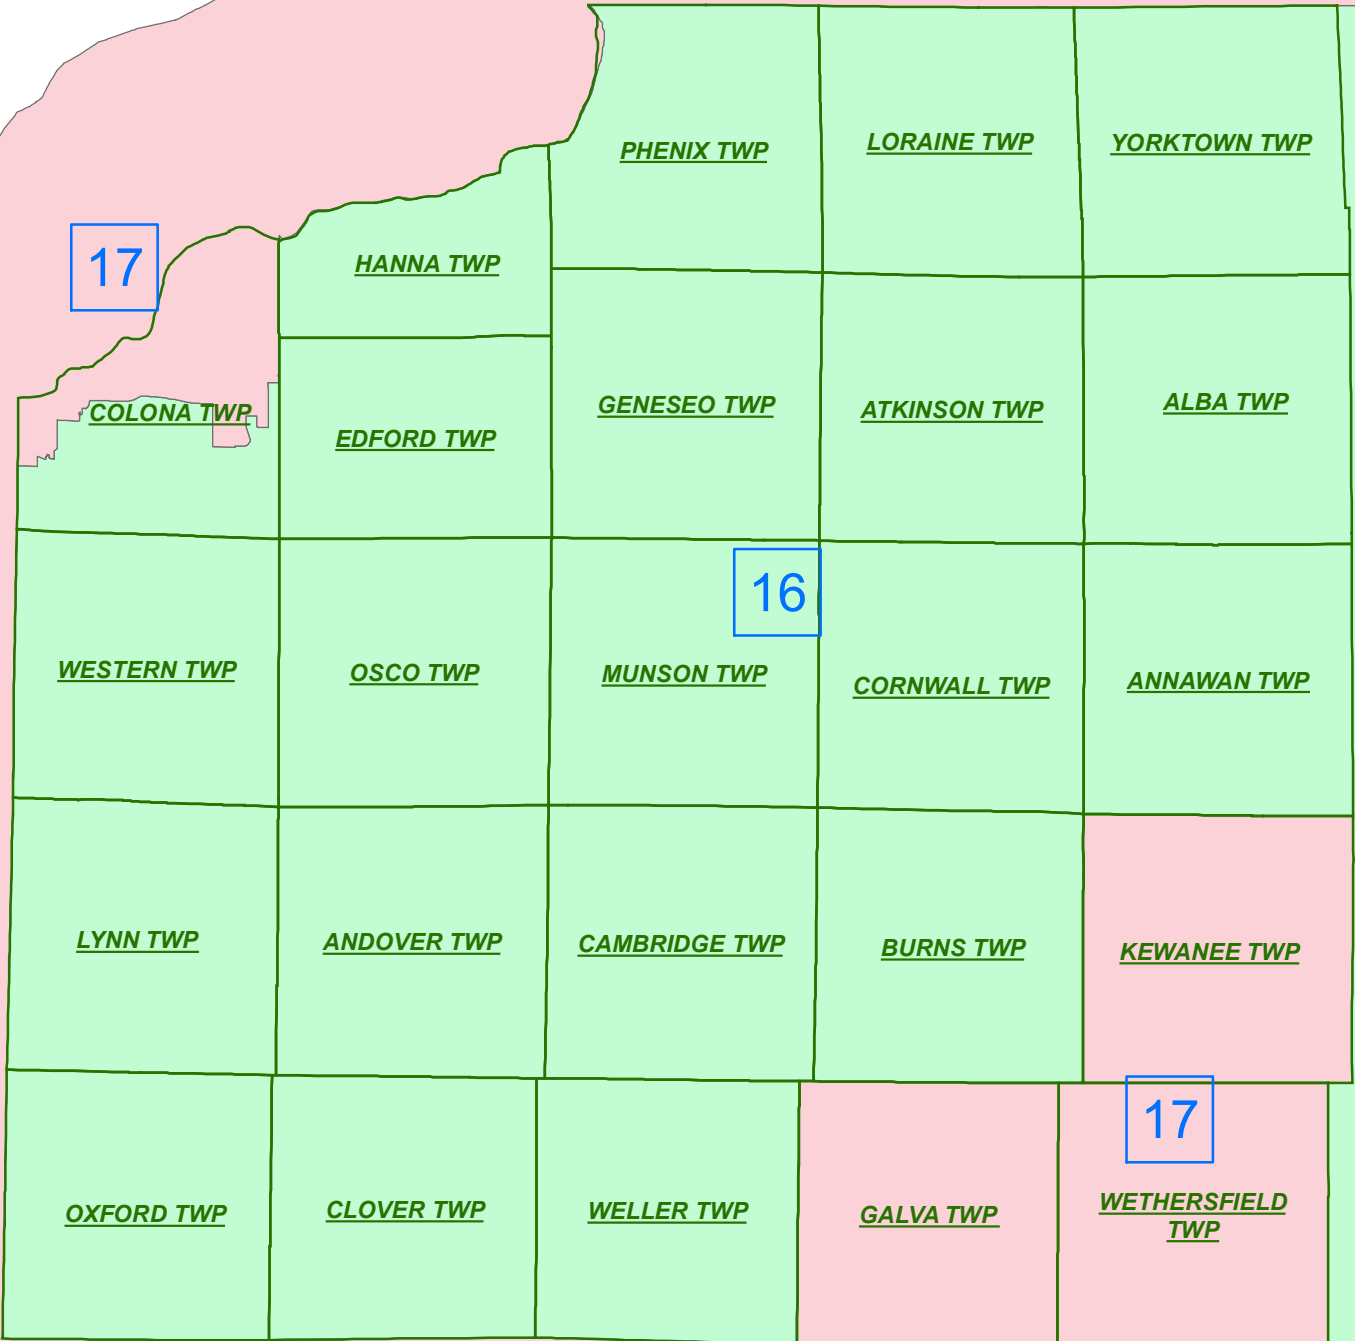 PHENIX TWP
LORAINE TWP
YORKTOWN TWP
17
HANNA TWP
COLONA TWP
EDFORD TWP
GENESEO TWP
ATKINSON TWP
ALBA TWP
16
WESTERN TWP
OSCO TWP
MUNSON TWP
CORNWALL TWP
ANNAWAN TWP
LYNN TWP
ANDOVER TWP
CAMBRIDGE TWP
BURNS TWP
KEWANEE TWP
17
OXFORD TWP
CLOVER TWP
WELLER TWP
GALVA TWP
WETHERSFIELD
TWP